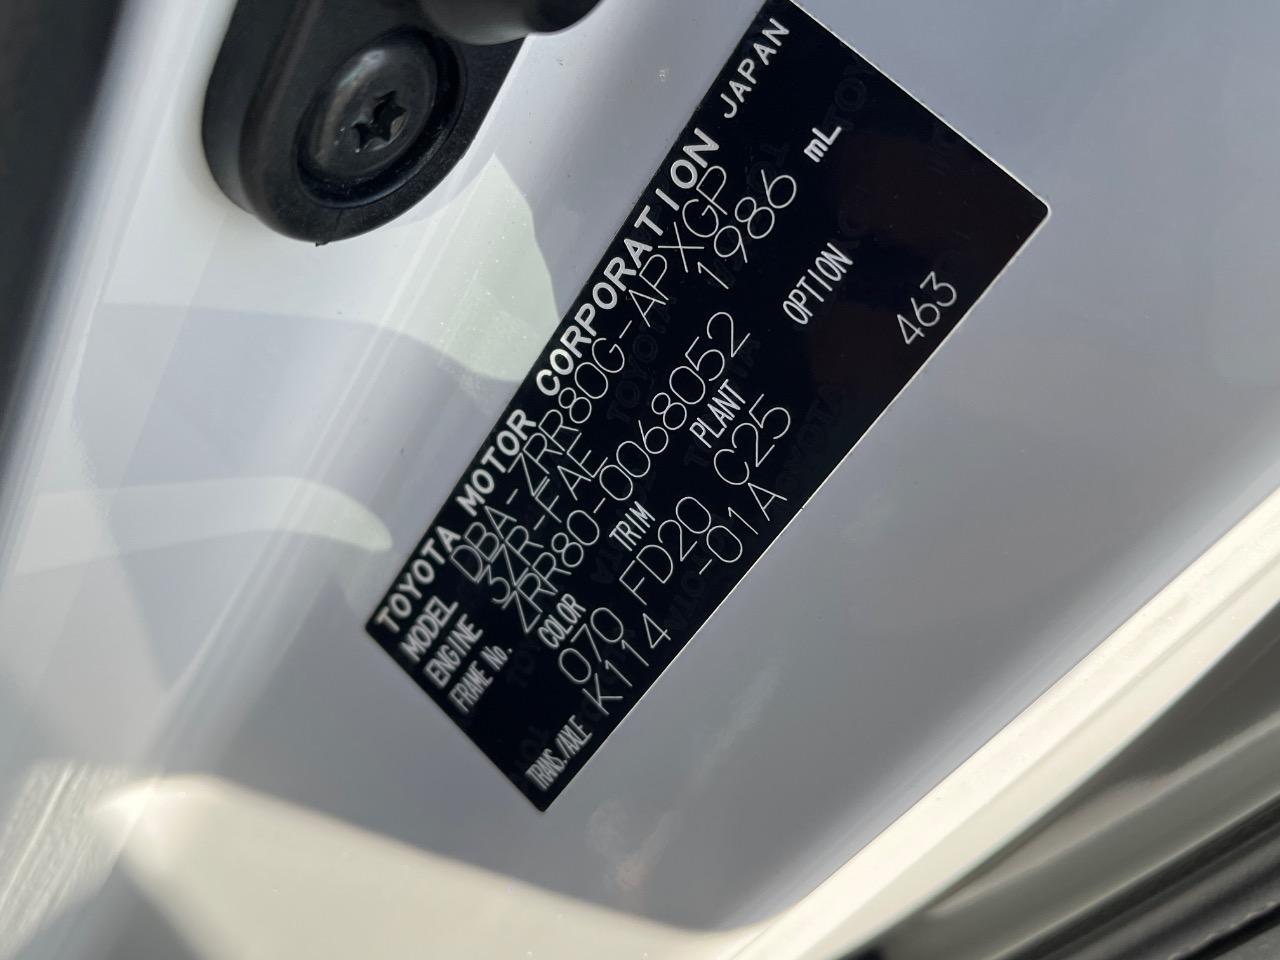 TOYOTA MOTOR CORPORATION JAPAN
MODEL DBA-ZRR80G-APXGP
ENGINE 3ZR-FAE 1986 mL
FRAME No. ZRR80-0068052
COLOR TRIM PLANT OPTION
070 FD20 C25 463
TRANS./AXLE K114 -01A